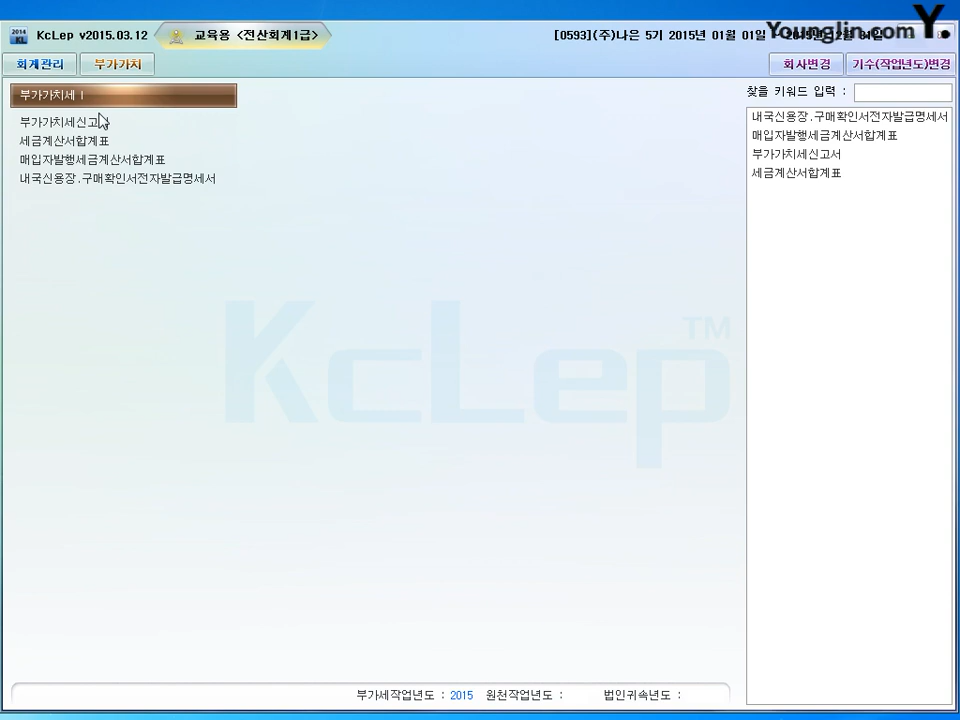 2014 KL KcLep v2015.03.12 교육용 <전산회계1급> [0593](주)나은 5기 2015년 01월 01일 ~ 2015년
Younglin.com Y.
회계관리 부가가치 회사변경 기수(작업년도)변경
부가가치세 I
부가가치세신고
세금계산서합계표
매입자발행세금계산서합계표
내국신용장.구매확인서전자발급명세서
찾을 키워드 입력 :
내국신용장.구매확인서전자발급명세서
매입자발행세금계산서합계표
부가가치세신고서
세금계산서합계표
KcLep TM
부가세작업년도 : 2015 원천작업년도 : 법인귀속년도 :